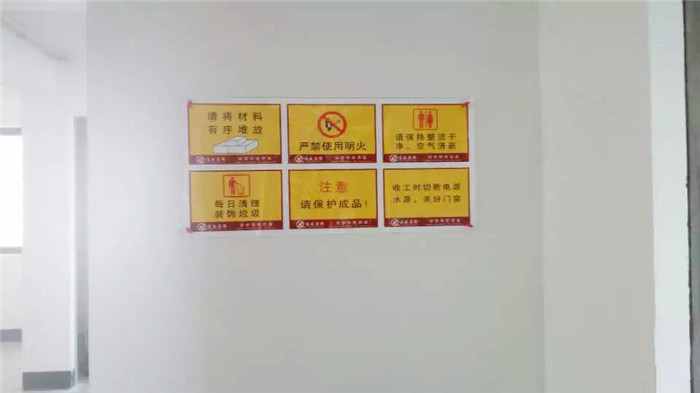 请将材料
有序堆放
严禁使用明火
请保持整洁干
净、空气清新
每日清理
装饰垃圾
注意
请保护成品！
收工时切断电源
水源，关好门窗